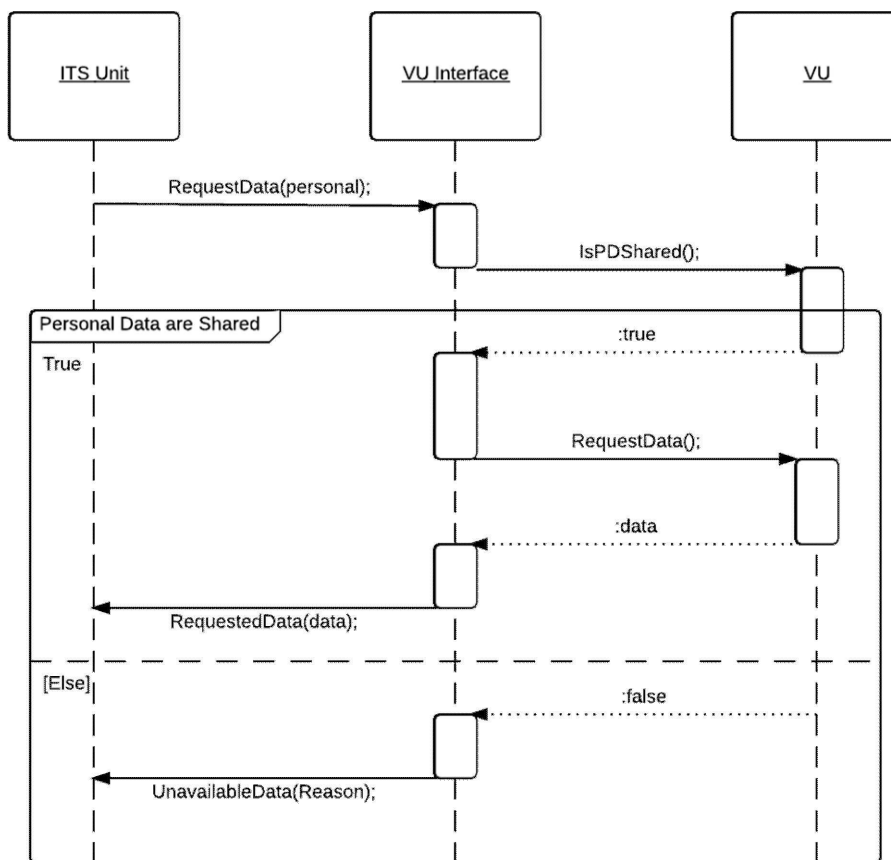 ITS Unit
VU Interface
VU
RequestData(personal);
IsPDShared();
Personal Data are Shared
:true
True
RequestData();
:data
RequestedData(data);
[Else]
:false
UnavailableData(Reason);